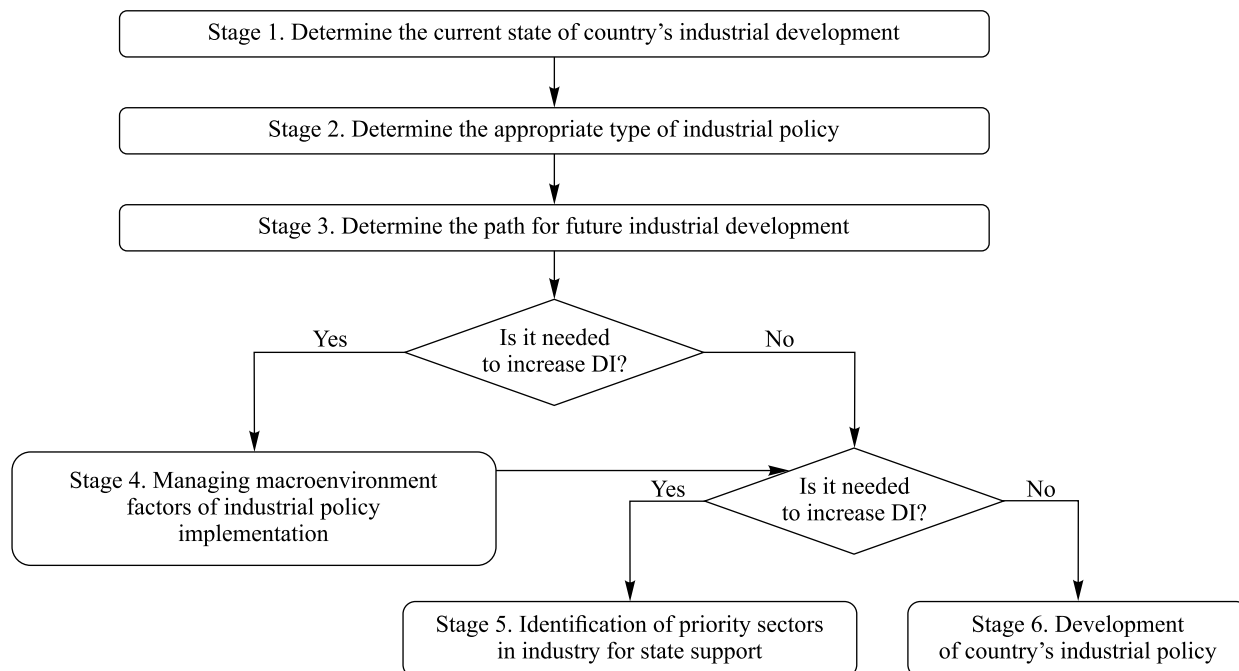 Stage 1. Determine the current state of country’s industrial development
Stage 2. Determine the appropriate type of industrial policy
Stage 3. Determine the path for future industrial development
Yes
Is it needed
to increase DI?
No
Stage 4. Managing macroenvironment
factors of industrial policy
implementation
Yes
Is it needed
to increase DI?
No
Stage 5. Identification of priority sectors
in industry for state support
Stage 6. Development
of country’s industrial policy